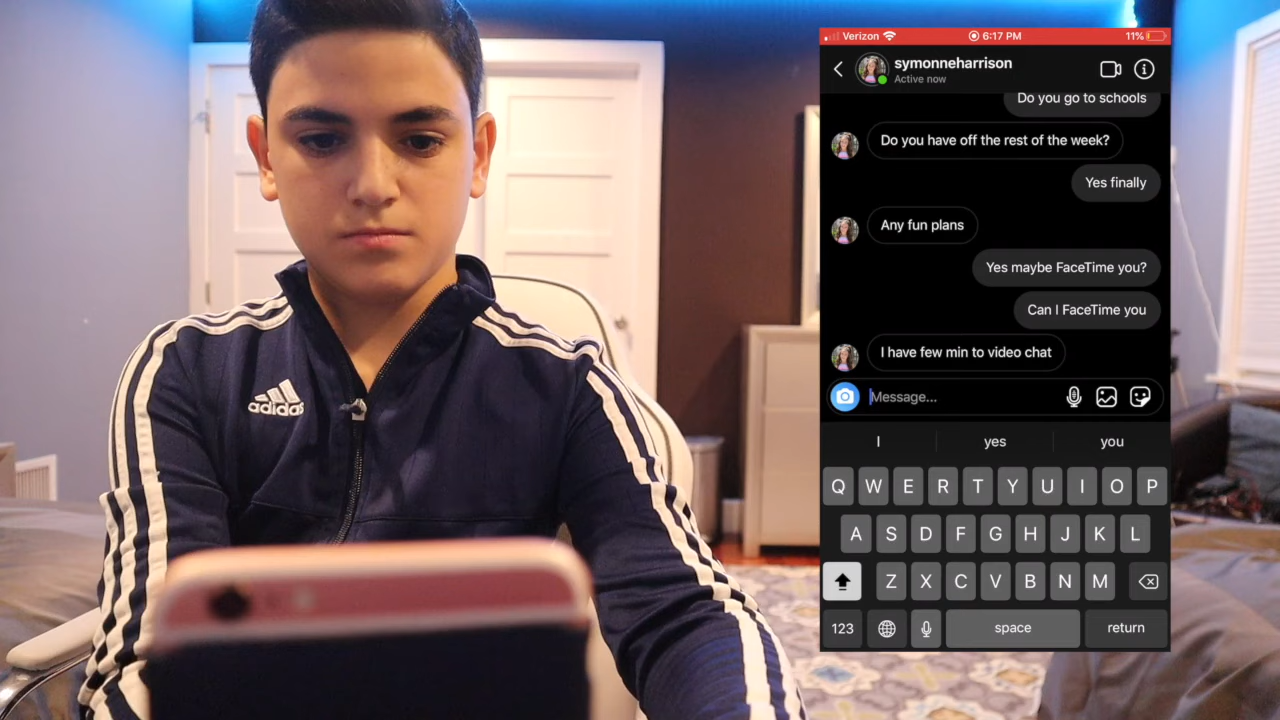 adidas
Verizon
6:17 PM
11%
symonneharrison
Active now
Do you go to schools
Do you have off the rest of the week?
Yes finally
Any fun plans
Yes maybe FaceTime you?
Can I FaceTime you
I have few min to video chat
Message...
I yes you
Q W E R T Y U I O P
A S D F G H J K L
Z X C V B N M
123 space return